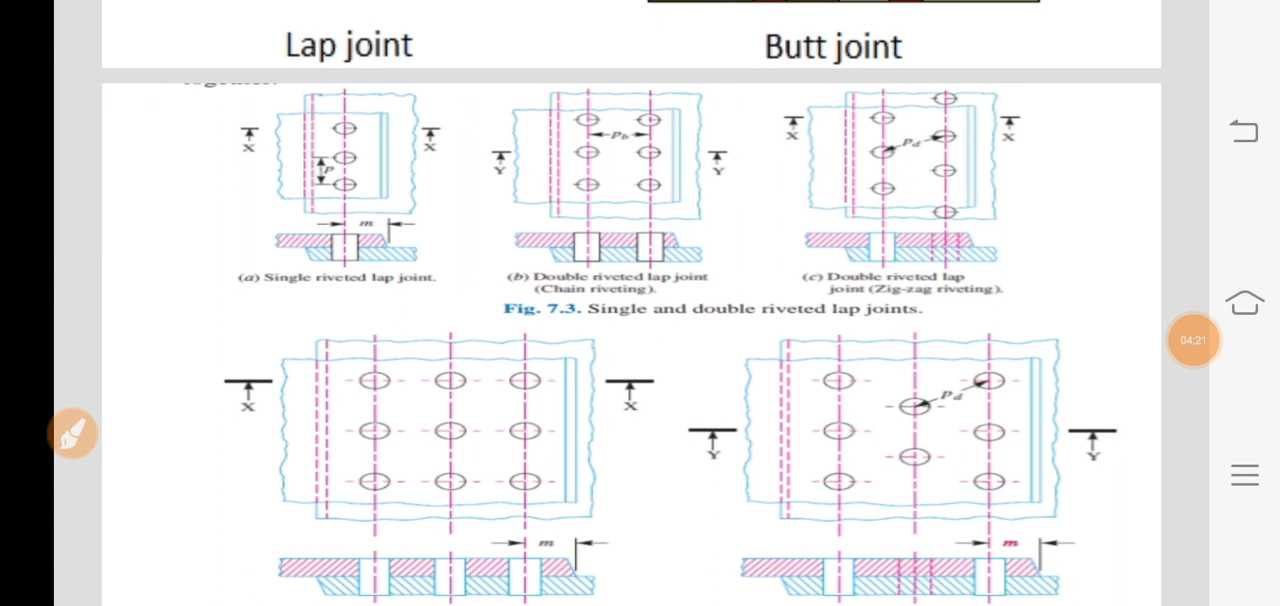 Lap joint
Butt joint
X
X
P
m
(a) Single riveted lap joint.
Y
Y
Pb
(b) Double riveted lap joint
(Chain riveting).
X
X
Pd
(c) Double riveted lap
joint (Zig-zag riveting).
Fig. 7.3. Single and double riveted lap joints.
X
X
m
Y
Y
Pd
m
04:21